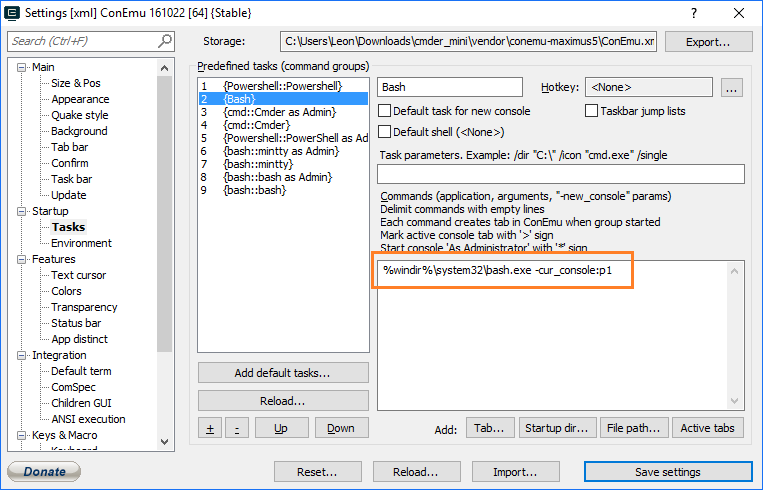 Settings [xml] ConEmu 161022 [64] {Stable}
Search (Ctrl+F)
Storage:
C:\Users\Leon\Downloads\cmder_mini\vendor\conemu-maximus5\ConEmu.xm
Export...
Main
Size & Pos
Appearance
Quake style
Background
Tab bar
Confirm
Task bar
Update
Startup
Tasks
Environment
Features
Text cursor
Colors
Transparency
Status bar
App distinct
Integration
Default term
ComSpec
Children GUI
ANSI execution
Keys & Macro
Predefined tasks (command groups)
1 {Powershell::Powershell}
2 {Bash}
3 {cmd::Cmder as Admin}
4 {cmd::Cmder}
5 {Powershell::PowerShell as Ad
6 {bash::mintty as Admin}
7 {bash::mintty}
8 {bash::bash as Admin}
9 {bash::bash}
Add default tasks...
Reload...
+ - Up Down
Bash
Hotkey: <None> ...
Default task for new console
Taskbar jump lists
Default shell (<None>)
Task parameters. Example: /dir "C:\" /icon "cmd.exe" /single
Commands (application, arguments, "-new_console" params)
Delimit commands with empty lines
Each command creates tab in ConEmu when group started
Mark active console tab with '>' sign
Start console 'As Administrator' with '*' sign
%windir%\system32\bash.exe -cur_console:p1
Add: Tab... Startup dir... File path... Active tabs
Donate
Reset... Reload... Import... Save settings